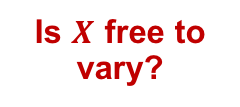 Is X free to
vary?